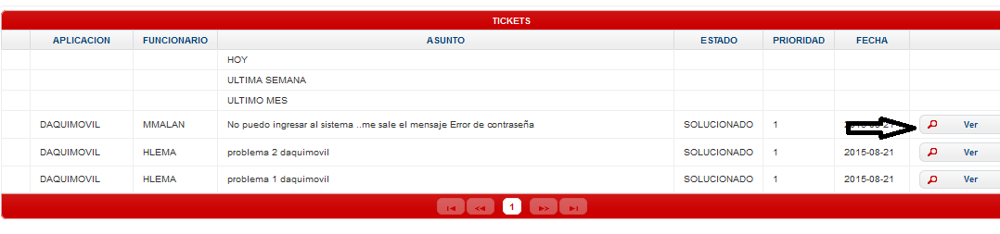 TICKETS
APLICACION FUNCIONARIO ASUNTO ESTADO PRIORIDAD FECHA
HOY
ULTIMA SEMANA
ULTIMO MES
DAQUIMOVIL MMALAN No puedo ingresar al sistema ..me sale el mensaje Error de contraseña SOLUCIONADO 1 Ver
DAQUIMOVIL HLEMA problema 2 daquimovil SOLUCIONADO 1 2015-08-21 Ver
DAQUIMOVIL HLEMA problema 1 daquimovil SOLUCIONADO 1 2015-08-21 Ver
1